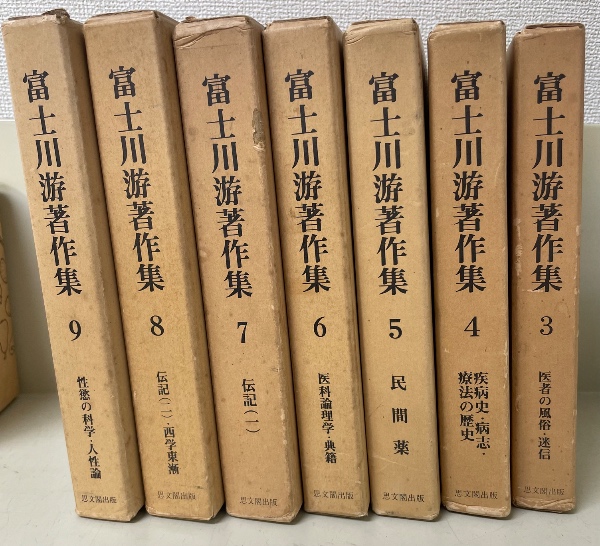 富士川游著作集
9
性慾の科学・人性論
思文閣出版
富士川游著作集
8
伝記(二)・西学東漸
思文閣出版
富士川游著作集
7
伝記(一)
思文閣出版
富士川游著作集
6
医科論理学・典籍
思文閣出版
富士川游著作集
5
民間薬
思文閣出版
富士川游著作集
4
疾病史・病志・
療法の歴史
思文閣出版
富士川游著作集
3
医者の風俗・迷信
思文閣出版